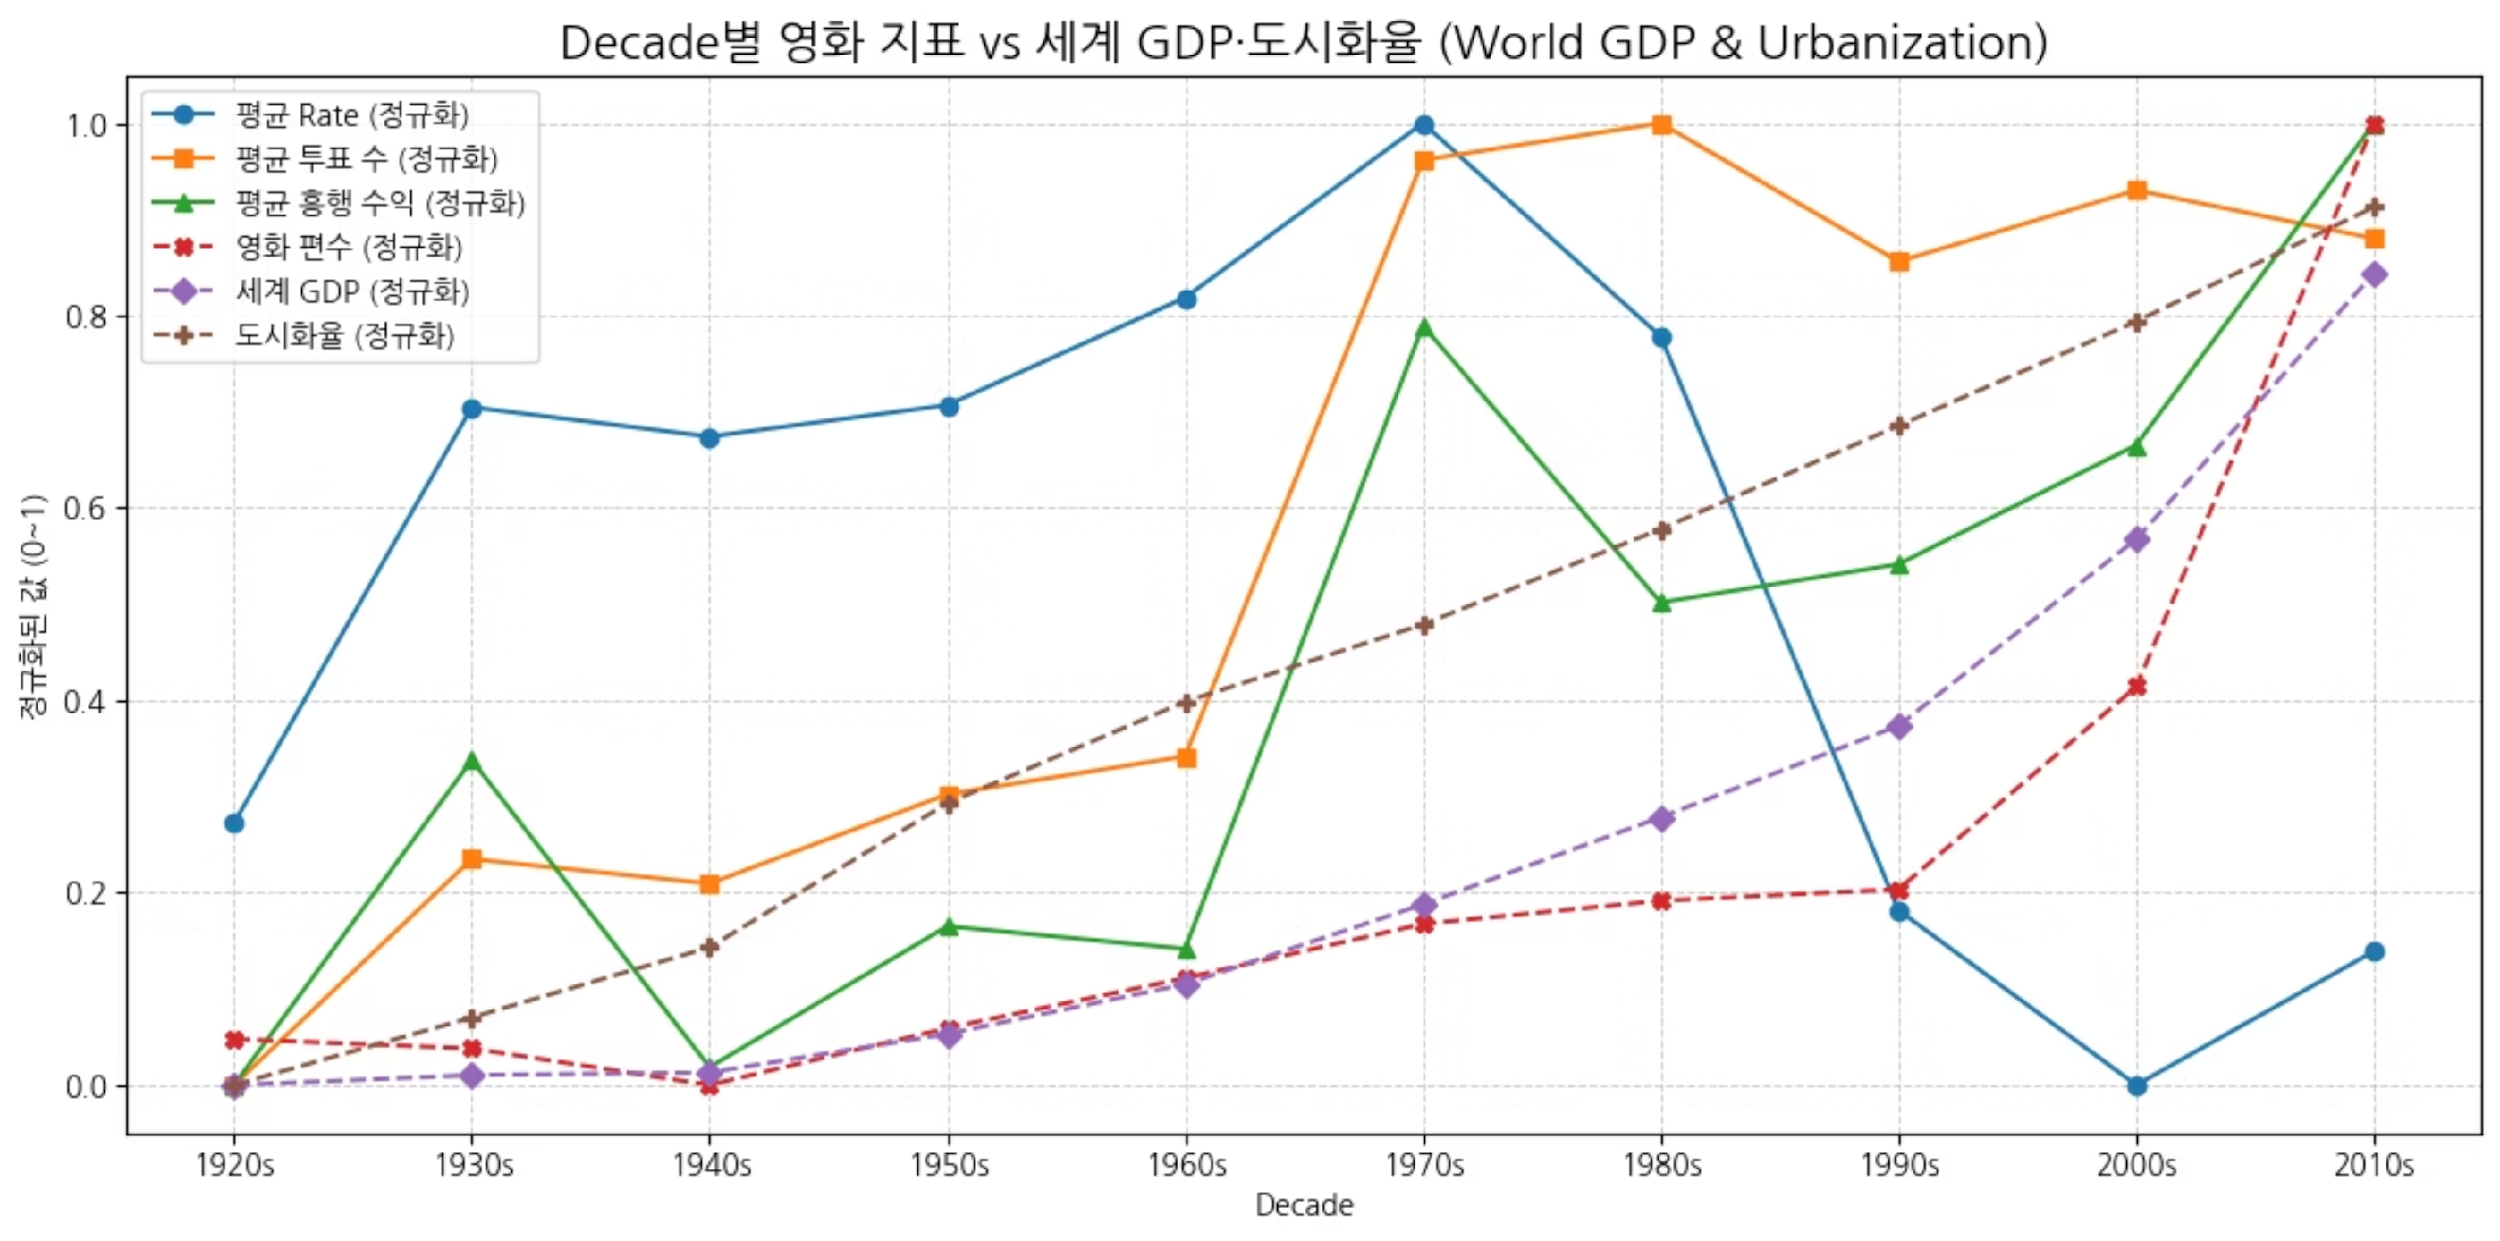 Decade별 영화 지표 vs 세계 GDP·도시화율 (World GDP & Urbanization)
평균 Rate (정규화)
평균 투표 수 (정규화)
평균 흥행 수익 (정규화)
영화 편수 (정규화)
세계 GDP (정규화)
도시화율 (정규화)
정규화된 값 (0~1)
1.0
0.8
0.6
0.4
0.2
0.0
1920s 1930s 1940s 1950s 1960s 1970s 1980s 1990s 2000s 2010s
Decade